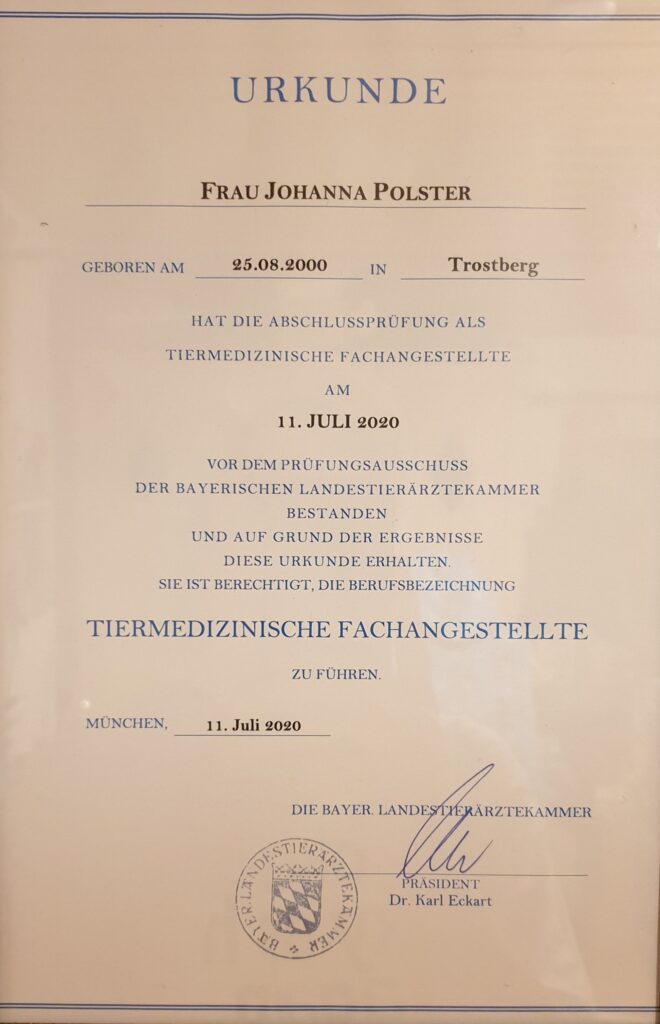 URKUNDE
FRAU JOHANNA POLSTER
GEBOREN AM 25.08.2000 IN Trostberg
HAT DIE ABSCHLUSSPRÜFUNG ALS
TIERMEDIZINISCHE FACHANGESTELLTE
AM
11. JULI 2020
VOR DEM PRÜFUNGSAUSSCHUSS
DER BAYERISCHEN LANDESTIERÄRZTEKAMMER
BESTANDEN
UND AUF GRUND DER ERGEBNISSE
DIESE URKUNDE ERHALTEN.
SIE IST BERECHTIGT, DIE BERUFSBEZEICHNUNG
TIERMEDIZINISCHE FACHANGESTELLTE
ZU FÜHREN.
MÜNCHEN, 11. Juli 2020
DIE BAYER. LANDESTIERÄRZTEKAMMER
PRÄSIDENT
Dr. Karl Eckart
BAYER. LANDESTIERÄRZTEKAMMER